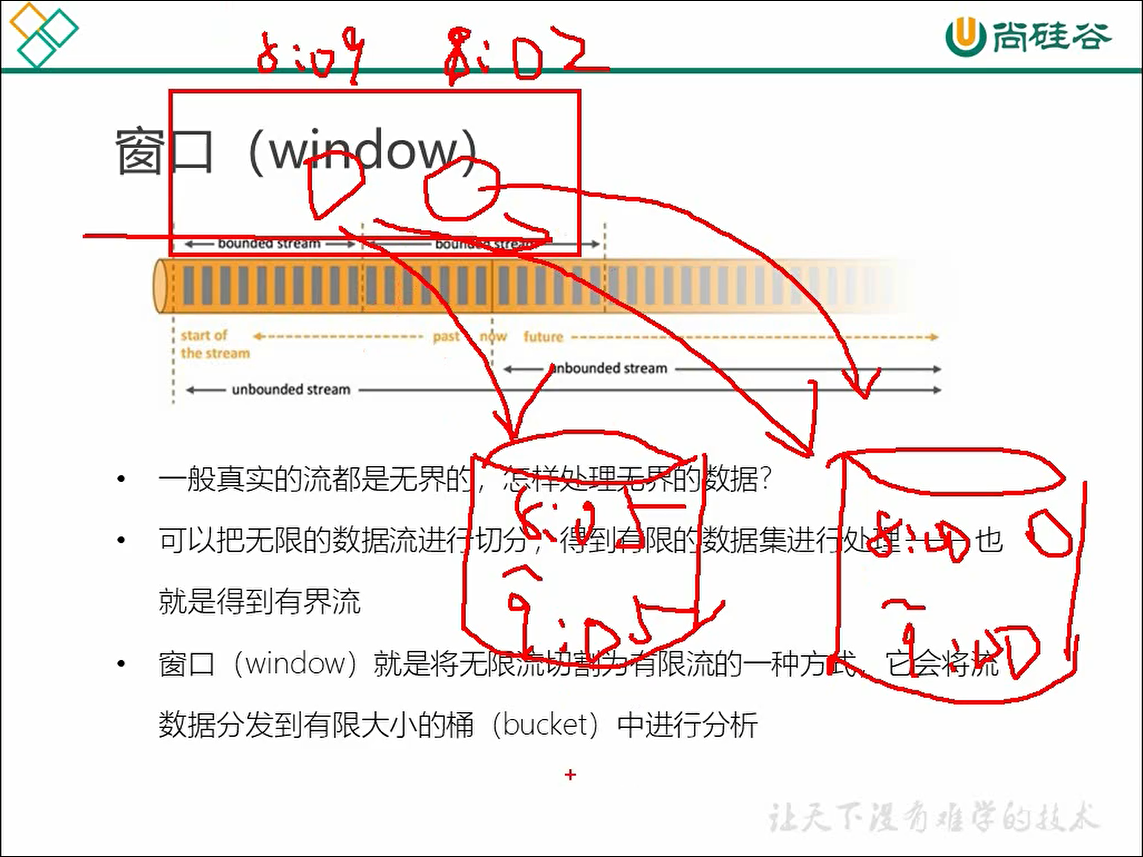 尚硅谷
8:09 8:02
窗口（window）
bounded stream bounded stream
start of the stream past now future
unbounded stream
unbounded stream
一般真实的流都是无界的，怎样处理无界的数据？
可以把无限的数据流进行切分，得到有限的数据集进行处理 —— 也
就是得到有界流
窗口（window）就是将无限流切割为有限流的一种方式，它会将流
数据分发到有限大小的桶（bucket）中进行分析
8:05
9:05
8:00
9:00
让天下没有难学的技术